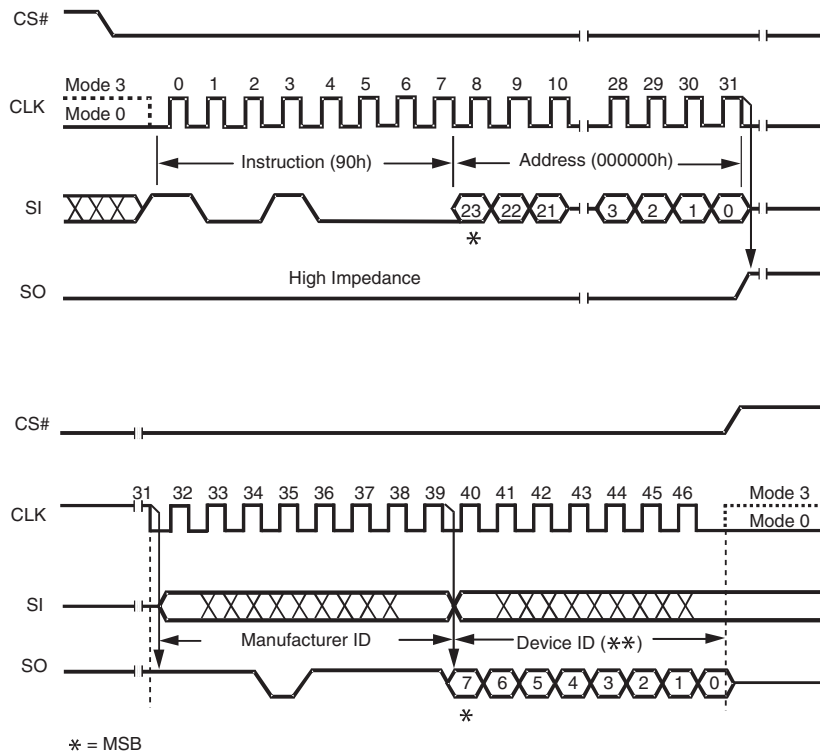 CS#
Mode 3
0 1 2 3 4 5 6 7 8 9 10 28 29 30 31
CLK
Mode 0
Instruction (90h)
Address (000000h)
SI
23 22 21 3 2 1 0
*
High Impedance
SO
CS#
31 32 33 34 35 36 37 38 39 40 41 42 43 44 45 46
Mode 3
CLK
Mode 0
SI
Manufacturer ID
Device ID (**)
SO
7 6 5 4 3 2 1 0
*
* = MSB